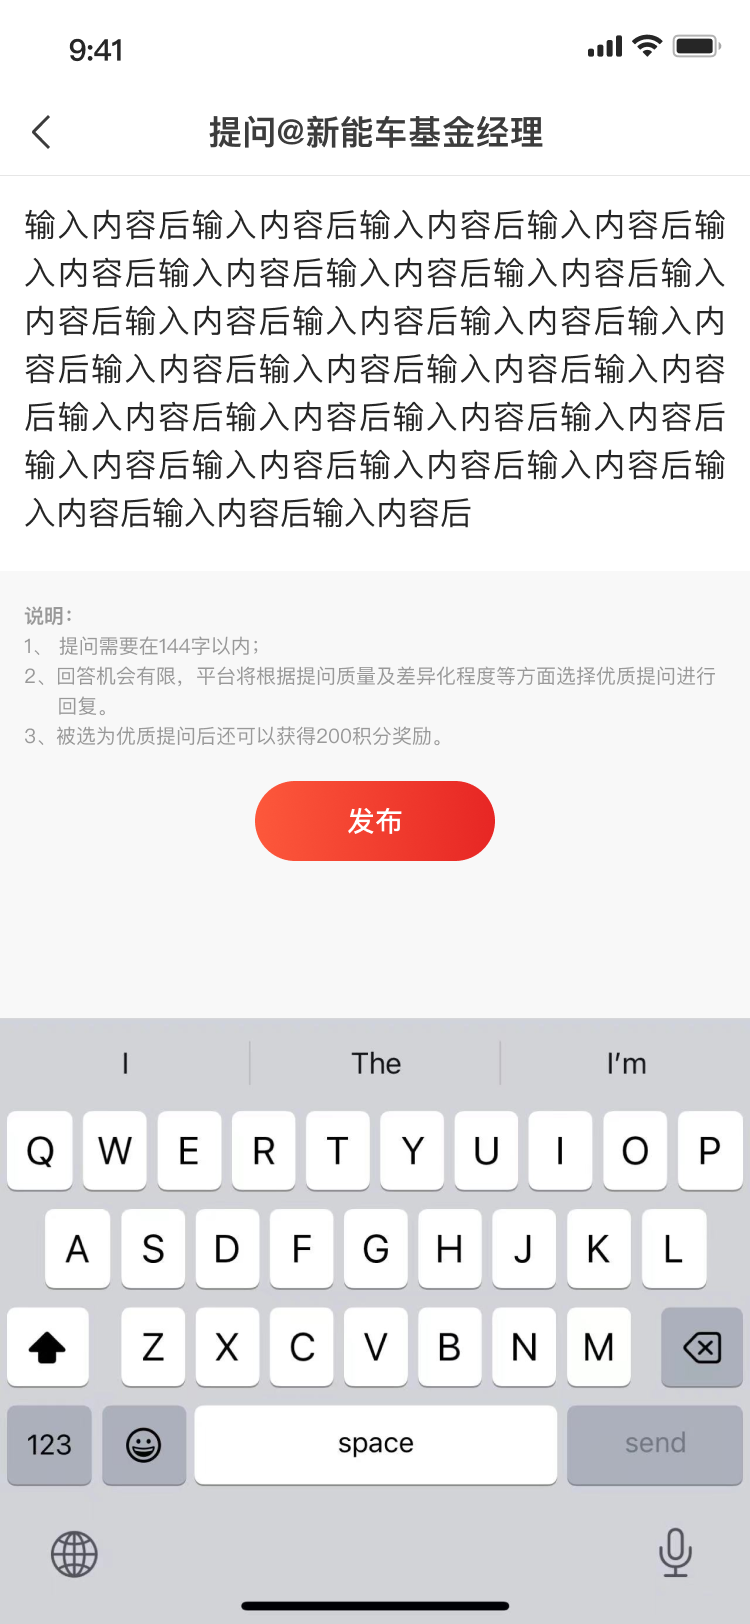 9:41
提问@新能车基金经理
输入内容后输入内容后输入内容后输入内容后输
入内容后输入内容后输入内容后输入内容后输入
内容后输入内容后输入内容后输入内容后输入内
容后输入内容后输入内容后输入内容后输入内容
后输入内容后输入内容后输入内容后输入内容后
输入内容后输入内容后输入内容后输入内容后输
入内容后输入内容后输入内容后
说明：
1、 提问需要在144字以内；
2、回答机会有限，平台将根据提问质量及差异化程度等方面选择优质提问进行
回复。
3、被选为优质提问后还可以获得200积分奖励。
发布
I The I’m
Q W E R T Y U I O P
A S D F G H J K L
Z X C V B N M
123 space send